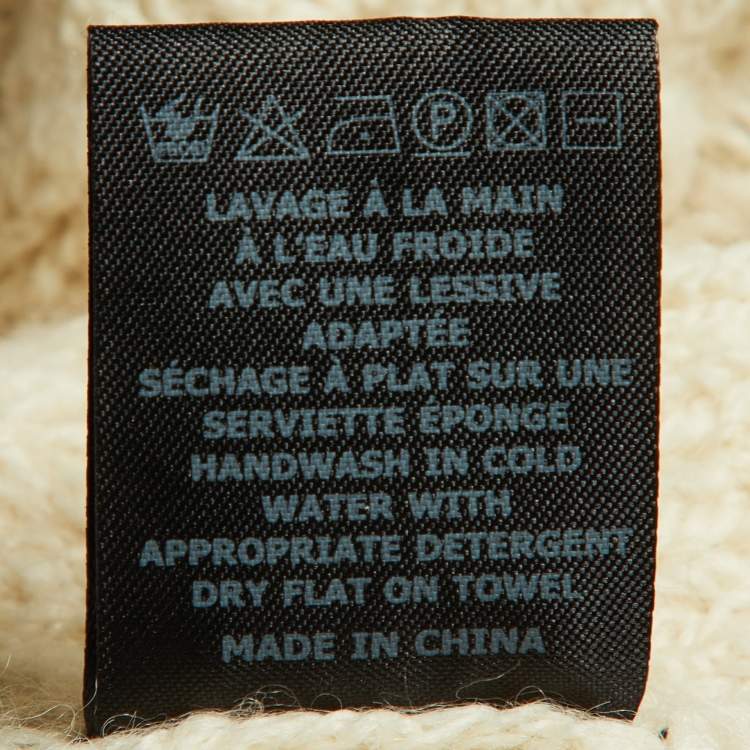 P
LAVAGE À LA MAIN
À L'EAU FROIDE
AVEC UNE LESSIVE
ADAPTÉE
SÉCHAGE À PLAT SUR UNE
SERVIETTE ÉPONGE
HANDWASH IN COLD
WATER WITH
APPROPRIATE DETERGENT
DRY FLAT ON TOWEL
MADE IN CHINA